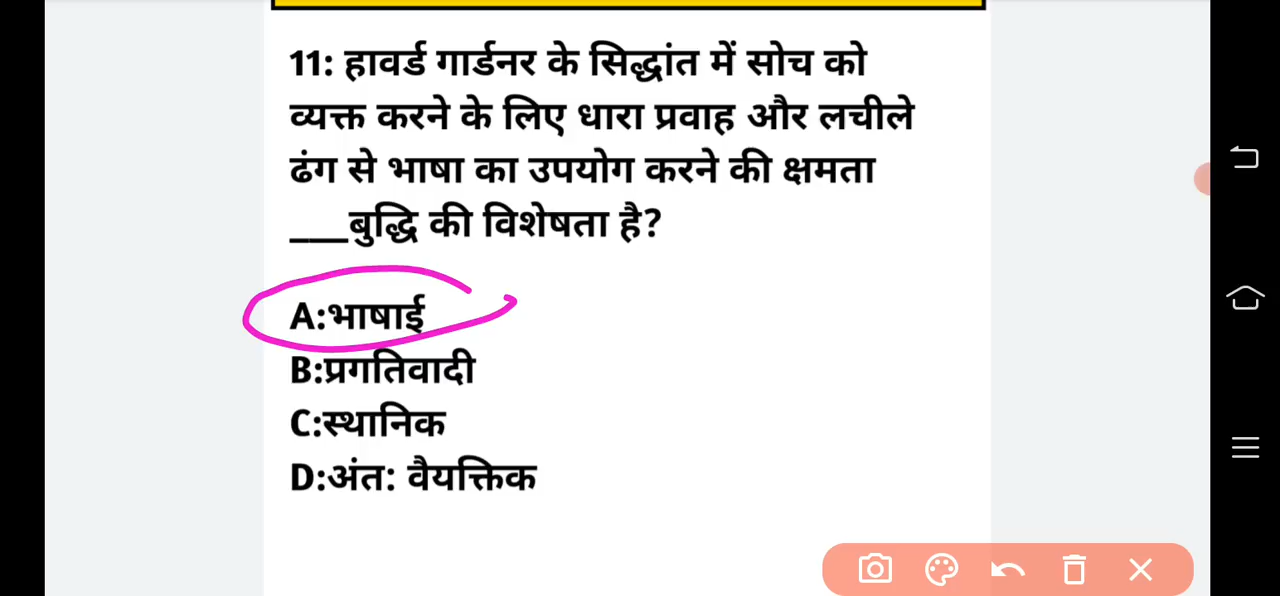 11: हावर्ड गार्डनर के सिद्धांत में सोच को
व्यक्त करने के लिए धारा प्रवाह और लचीले
ढंग से भाषा का उपयोग करने की क्षमता
___बुद्धि की विशेषता है?
A:भाषाई
B:प्रगतिवादी
C:स्थानिक
D:अंत: वैयक्तिक